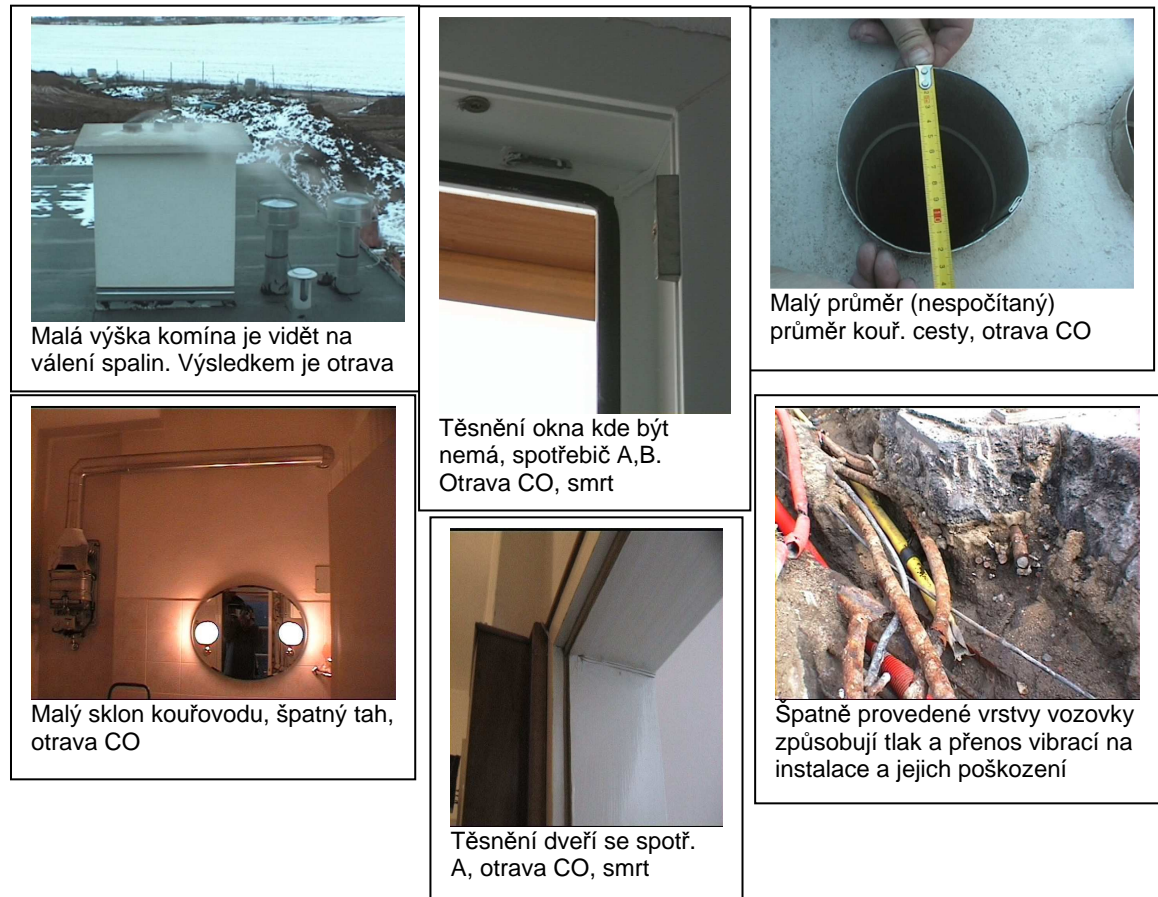 Malá výška komína je vidět na
válení spalin. Výsledkem je otrava
Těsnění okna kde být
nemá, spotřebič A,B.
Otrava CO, smrt
Malý průměr (nespočítaný)
průměr kouř. cesty, otrava CO
Malý sklon kouřovodu, špatný tah,
otrava CO
Těsnění dveří se spotř.
A, otrava CO, smrt
Špatně provedené vrstvy vozovky
způsobují tlak a přenos vibrací na
instalace a jejich poškození